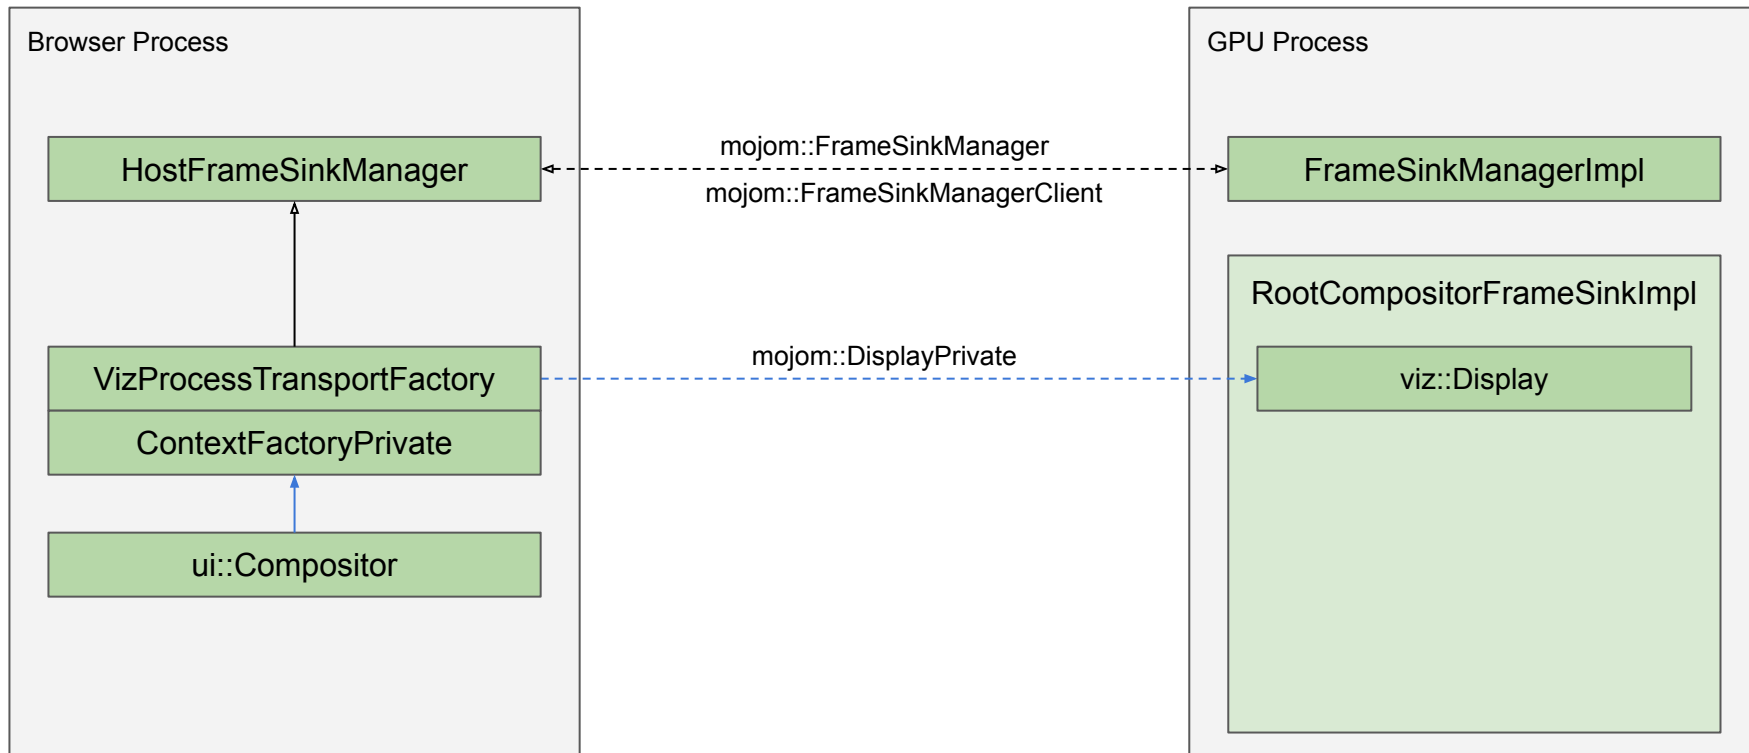 Browser Process
GPU Process
HostFrameSinkManager
mojom::FrameSinkManager
mojom::FrameSinkManagerClient
FrameSinkManagerImpl
RootCompositorFrameSinkImpl
VizProcessTransportFactory
mojom::DisplayPrivate
viz::Display
ContextFactoryPrivate
ui::Compositor